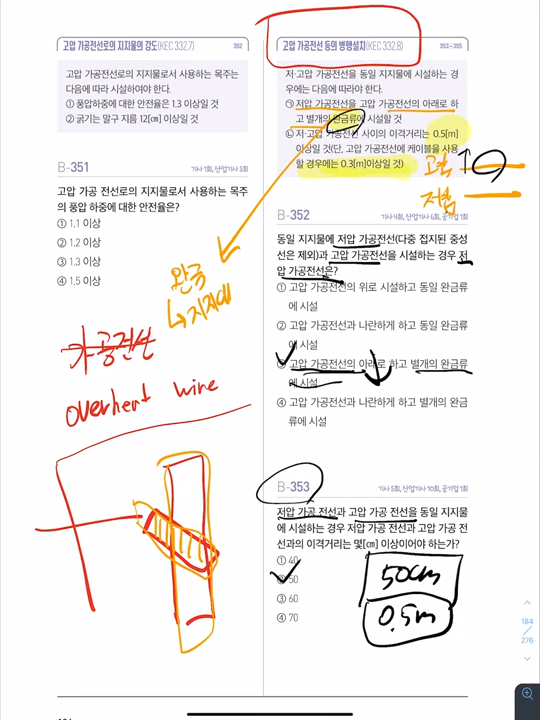 고압 가공전선로의 지지물의 강도(KEC 332.7) 352
고압 가공전선로의 지지물로서 사용하는 목주는
다음에 따라 시설하여야 한다.
① 풍압하중에 대한 안전율은 1.3 이상일 것
② 굵기는 말구 지름 12[㎝] 이상일 것
B-351
기사 1회, 산업기사 5회
고압 가공 전선로의 지지물로서 사용하는 목주
의 풍압 하중에 대한 안전율은?
① 1.1 이상
② 1.2 이상
③ 1.3 이상
④ 1.5 이상
완금
↳ 지지대
가공전선
overhert wire
고압 가공전선 등의 병행설치(KEC 332.8) 353~355
저·고압 가공전선을 동일 지지물에 시설하는 경
우에는 다음에 따라야 한다.
㉠ 저압 가공전선을 고압 가공전선의 아래로 하
고 별개의 완금류에 시설할 것
㉡ 저·고압 가공전선 사이의 이격거리는 0.5[m]
이상일 것(단, 고압 가공전선에 케이블을 사용
할 경우에는 0.3[m]이상일 것)
고압
저압
B-352
기사 4회, 산업기사 6회, 공기업 1회
동일 지지물에 저압 가공전선(다중 접지된 중성
선은 제외)과 고압 가공전선을 시설하는 경우 저
압 가공전선은?
① 고압 가공전선의 위로 시설하고 동일 완금류
에 시설
② 고압 가공전선과 나란하게 하고 동일 완금류
에 시설
③ 고압 가공전선의 아래로 하고 별개의 완금류
에 시설
④ 고압 가공전선과 나란하게 하고 별개의 완금
류에 시설
B-353
기사 5회, 산업기사 10회, 공기업 1회
저압 가공 전선과 고압 가공 전선을 동일 지지물
에 시설하는 경우 저압 가공전선과 고압 가공 전
선과의 이격거리는 몇[㎝] 이상이어야 하는가?
① 40
② 50
③ 60
④ 70
50cm
0.5m
184
276